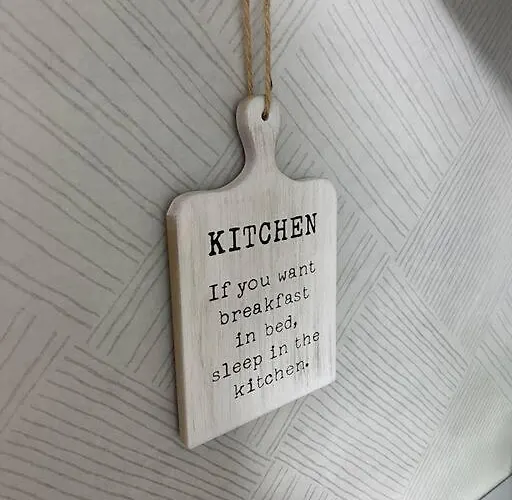 KITCHEN
If you want
breakfast
in bed,
sleep in the
kitchen.